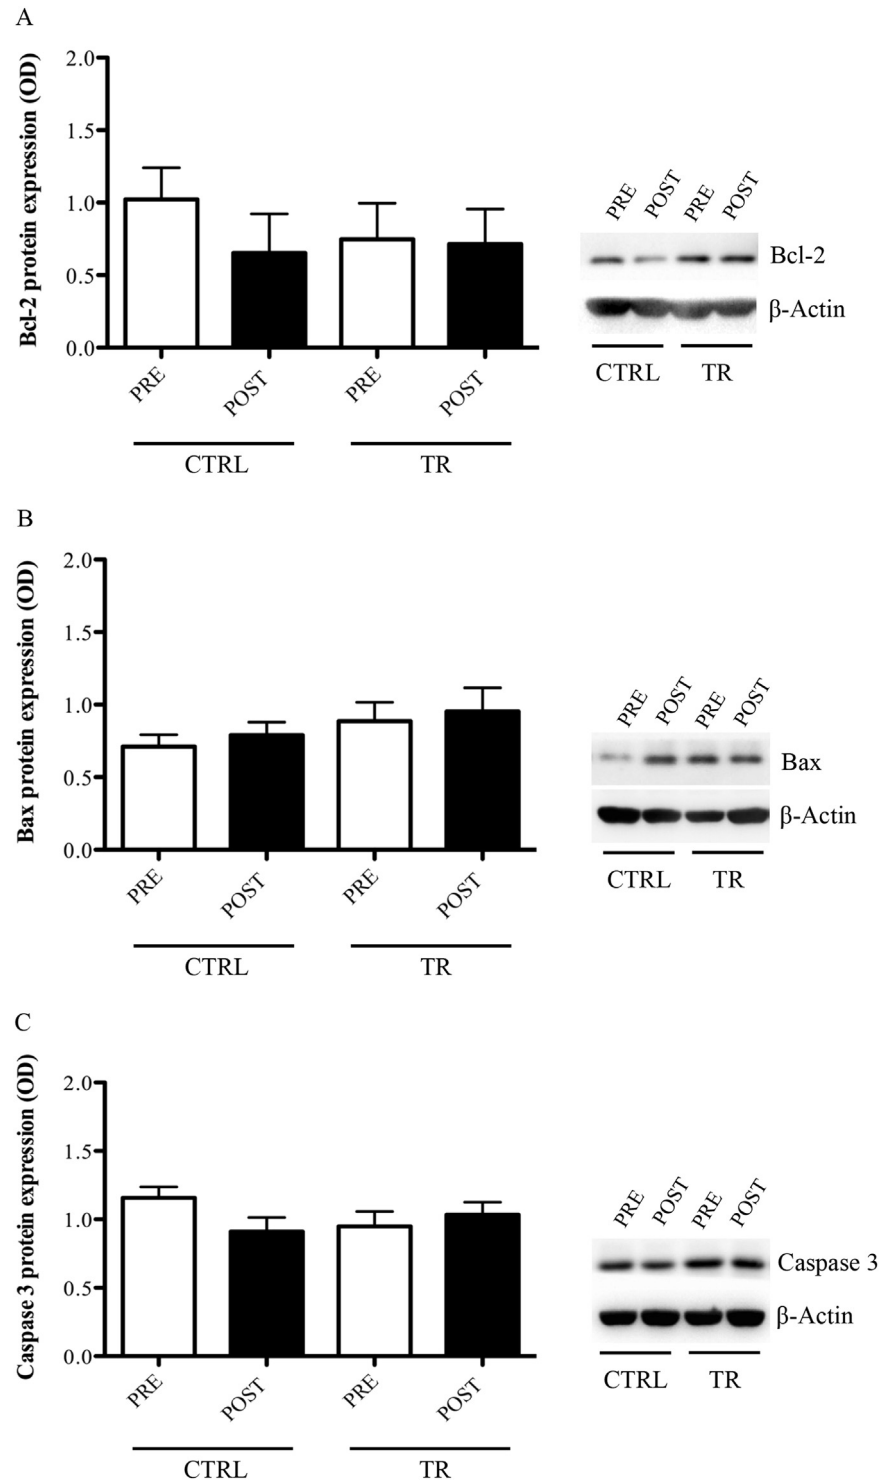 A
Bcl-2 protein expression (OD)
2.0
1.5
1.0
0.5
0.0
PRE
POST
PRE
POST
CTRL
TR
PRE
POST
PRE
POST
Bcl-2
β-Actin
CTRL
TR
B
Bax protein expression (OD)
2.0
1.5
1.0
0.5
0.0
PRE
POST
PRE
POST
CTRL
TR
PRE
POST
PRE
POST
Bax
β-Actin
CTRL
TR
C
Caspase 3 protein expression (OD)
2.0
1.5
1.0
0.5
0.0
PRE
POST
PRE
POST
CTRL
TR
PRE
POST
PRE
POST
Caspase 3
β-Actin
CTRL
TR